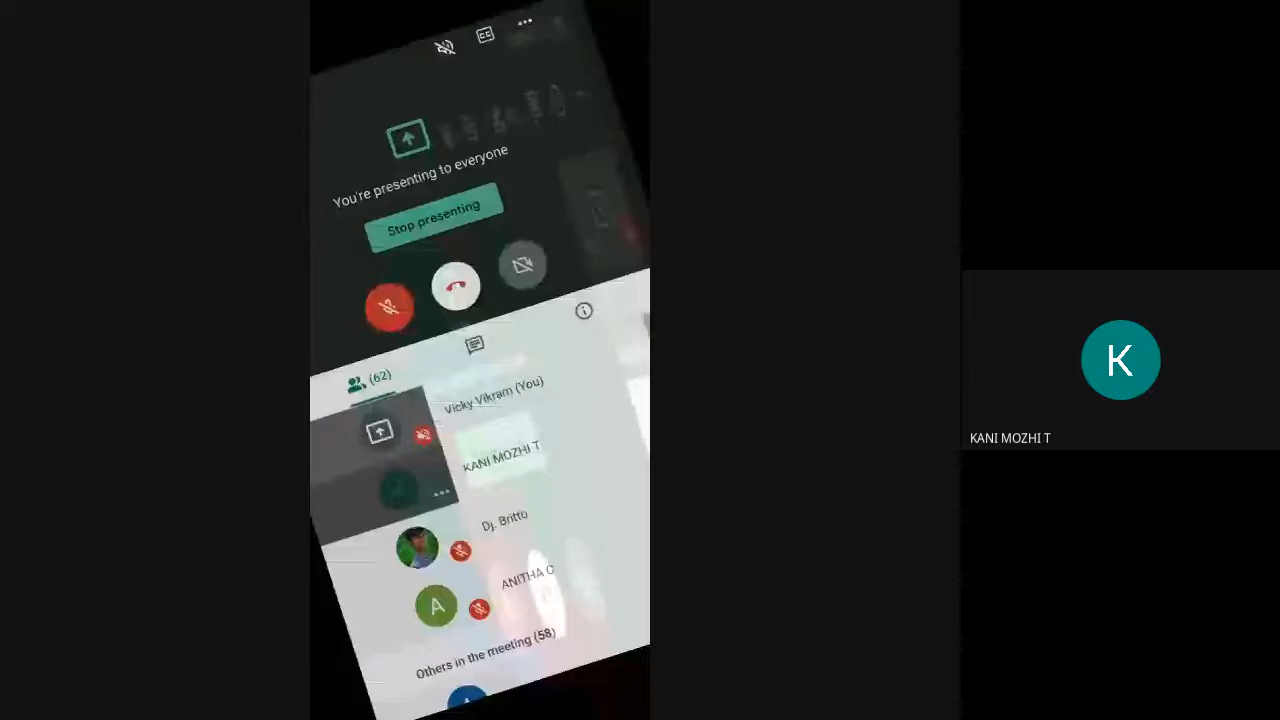 You're presenting to everyone
Stop presenting
(62)
Vicky Vikram (You)
KANI MOZHI T
Dj. Britto
ANITHA C
A
Others in the meeting (58)
K
KANI MOZHI T